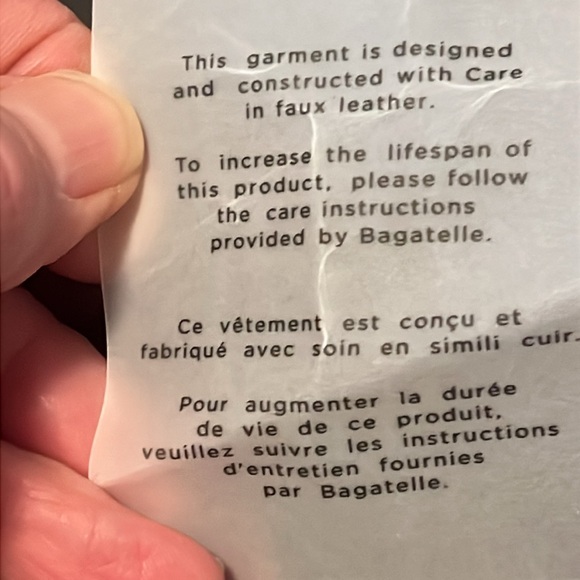 This garment is designed
and constructed with Care
in faux leather.
To increase the lifespan of
this product, please follow
the care instructions
provided by Bagatelle.
Ce vêtement est conçu et
fabriqué avec soin en simili cuir.
Pour augmenter la durée
de vie de ce produit,
veuillez suivre les instructions
d'entretien fournies
par Bagatelle.